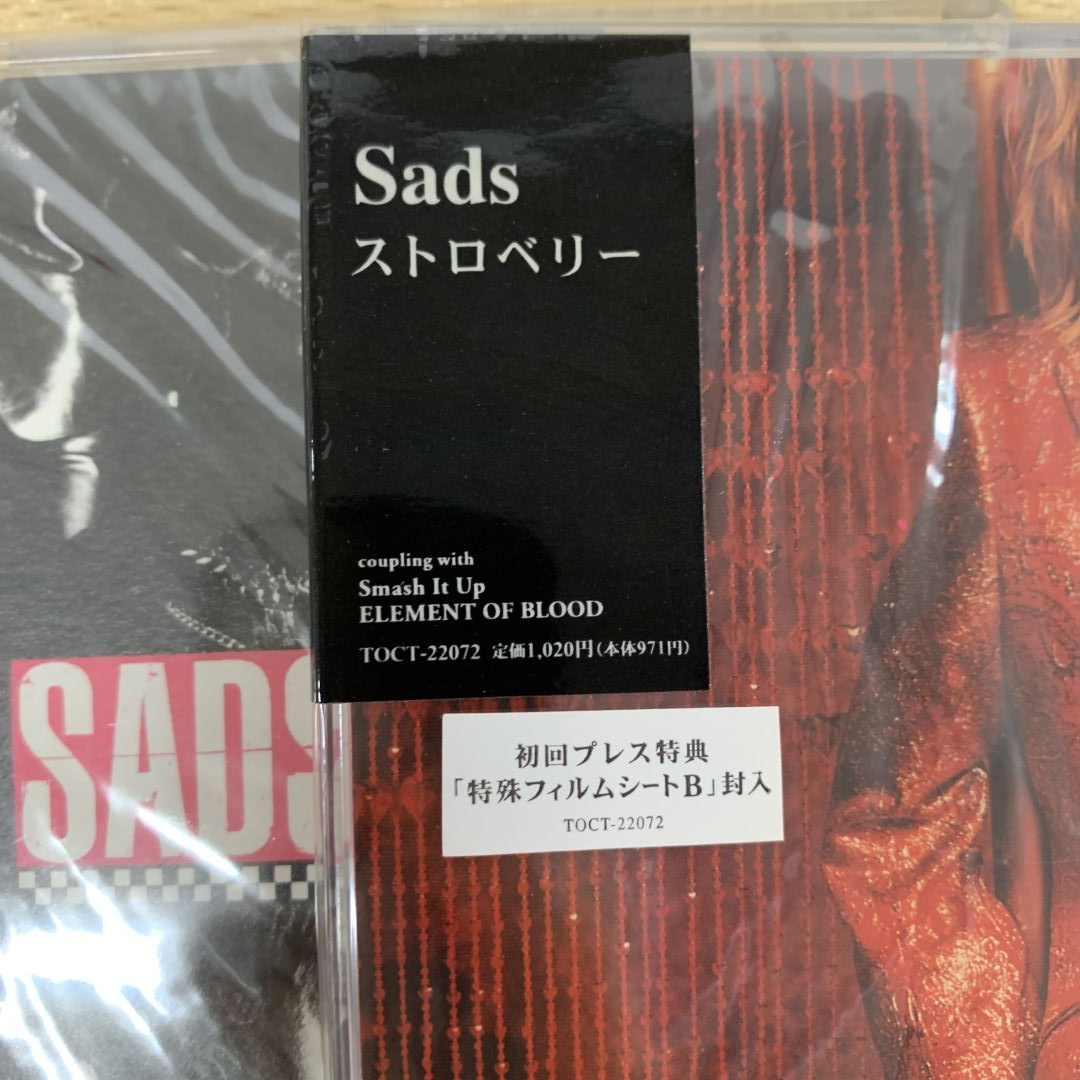 Sads
ストロベリー
coupling with
Smash It Up
ELEMENT OF BLOOD
TOCT-22072 定価1,020円(本体971円)
初回プレス特典
「特殊フィルムシートB」封入
TOCT-22072
SADS